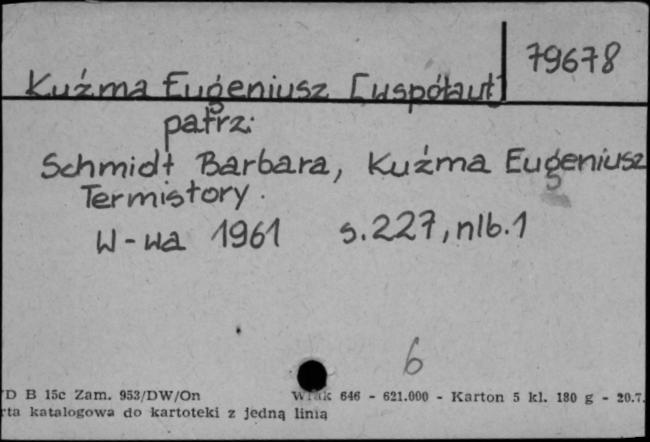 79678
Kuźma Eugeniusz [współaut]
patrz:
Schmidt Barbara, Kuźma Eugeniusz
Termistory.
W-wa 1961 s. 227, nlb. 1
6
D B 15c Zam. 953/DW/On 646 - 621.000 - Karton 5 kl. 180 g - 20.7.
rta katalogowa do kartoteki z jedną linią